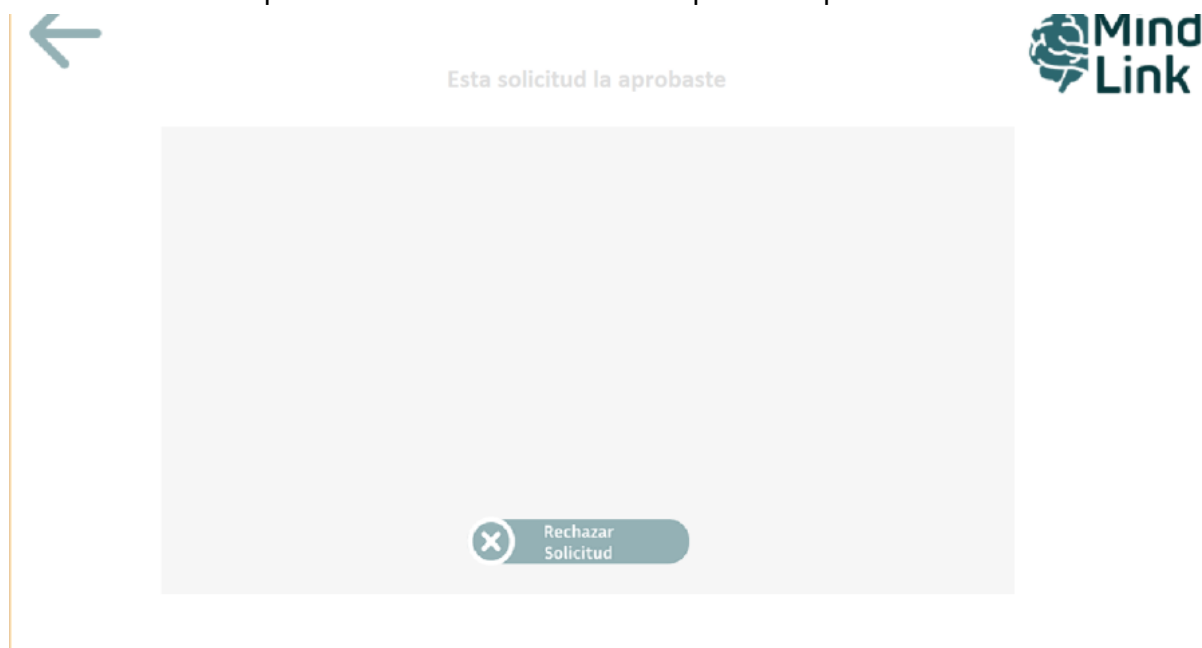 Mind
Link
Esta solicitud la aprobaste
Rechazar
Solicitud